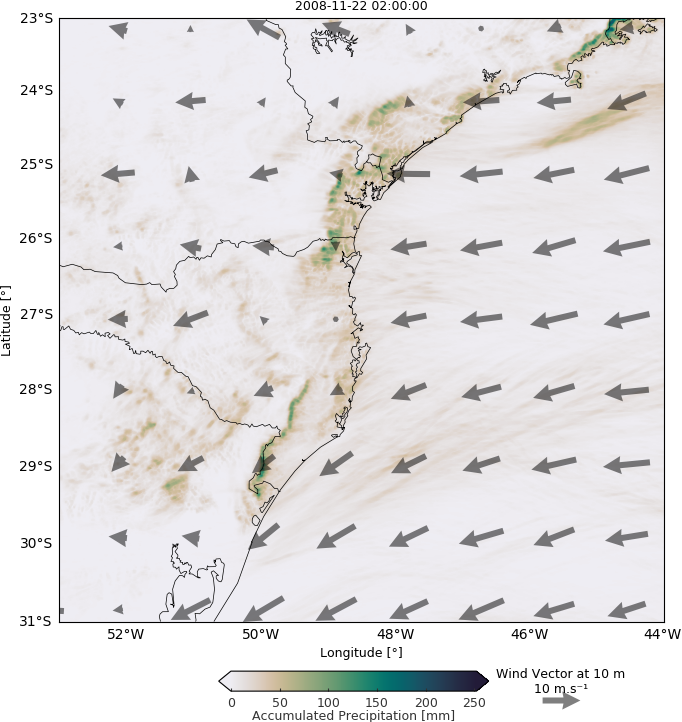 2008-11-22 02:00:00
23°S
24°S
25°S
26°S
27°S
28°S
29°S
30°S
31°S
Latitude [°]
52°W 50°W 48°W 46°W 44°W
Longitude [°]
Wind Vector at 10 m
10 m.s⁻¹
0 50 100 150 200 250
Accumulated Precipitation [mm]